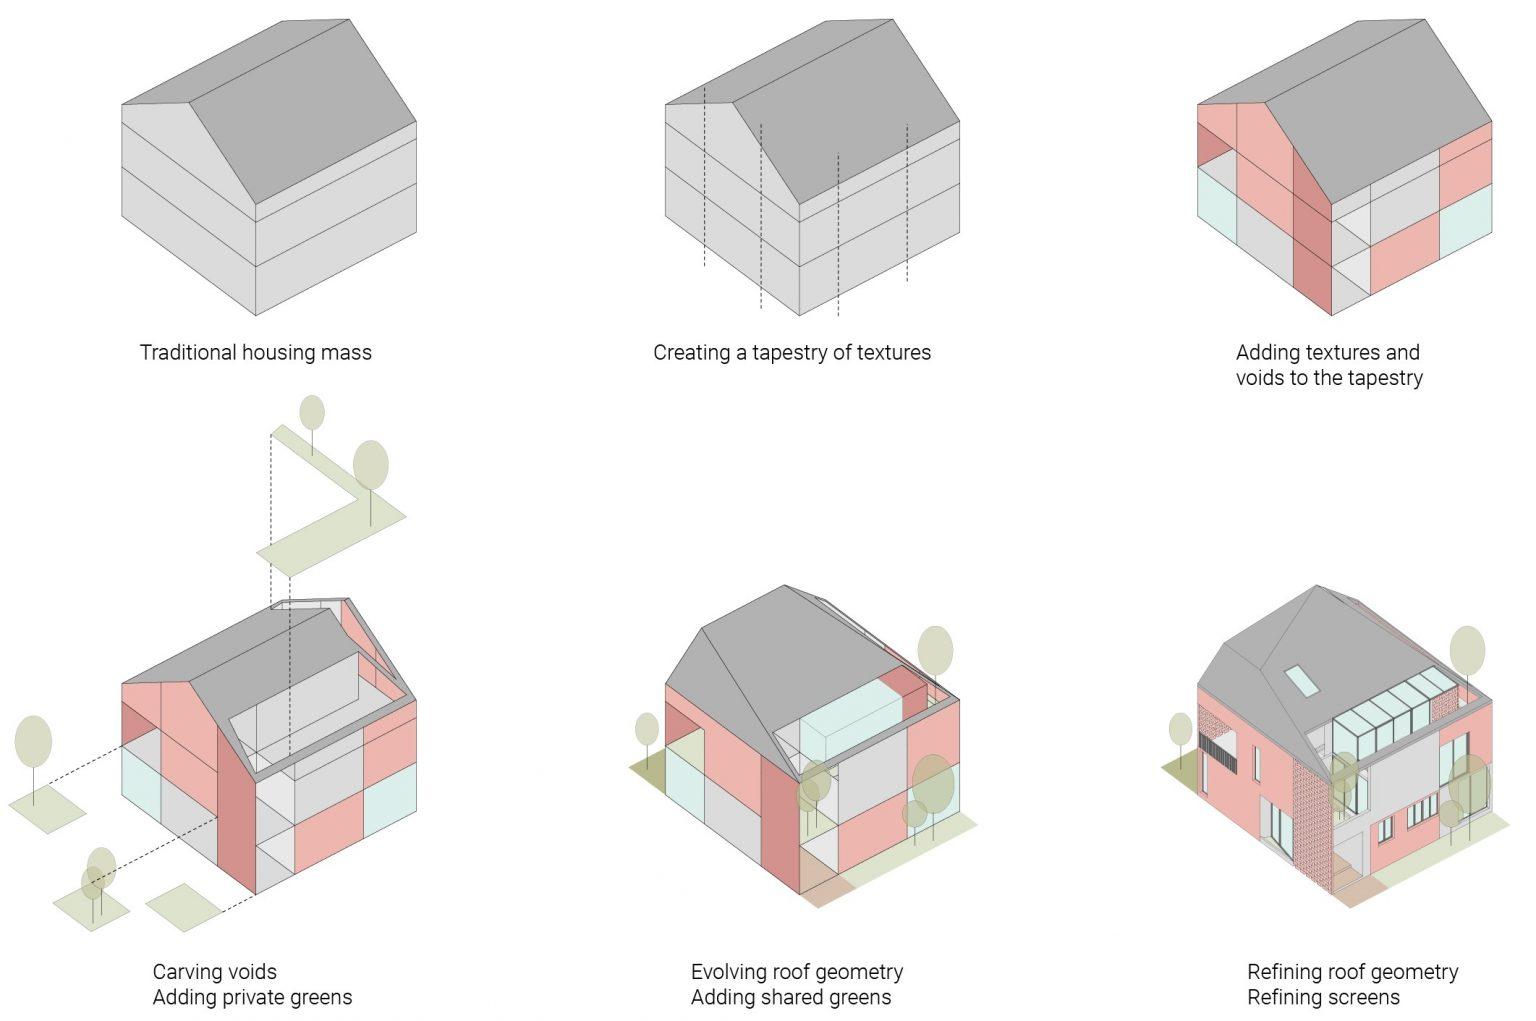 Traditional housing mass
Creating a tapestry of textures
Adding textures and
voids to the tapestry
Carving voids
Adding private greens
Evolving roof geometry
Adding shared greens
Refining roof geometry
Refining screens